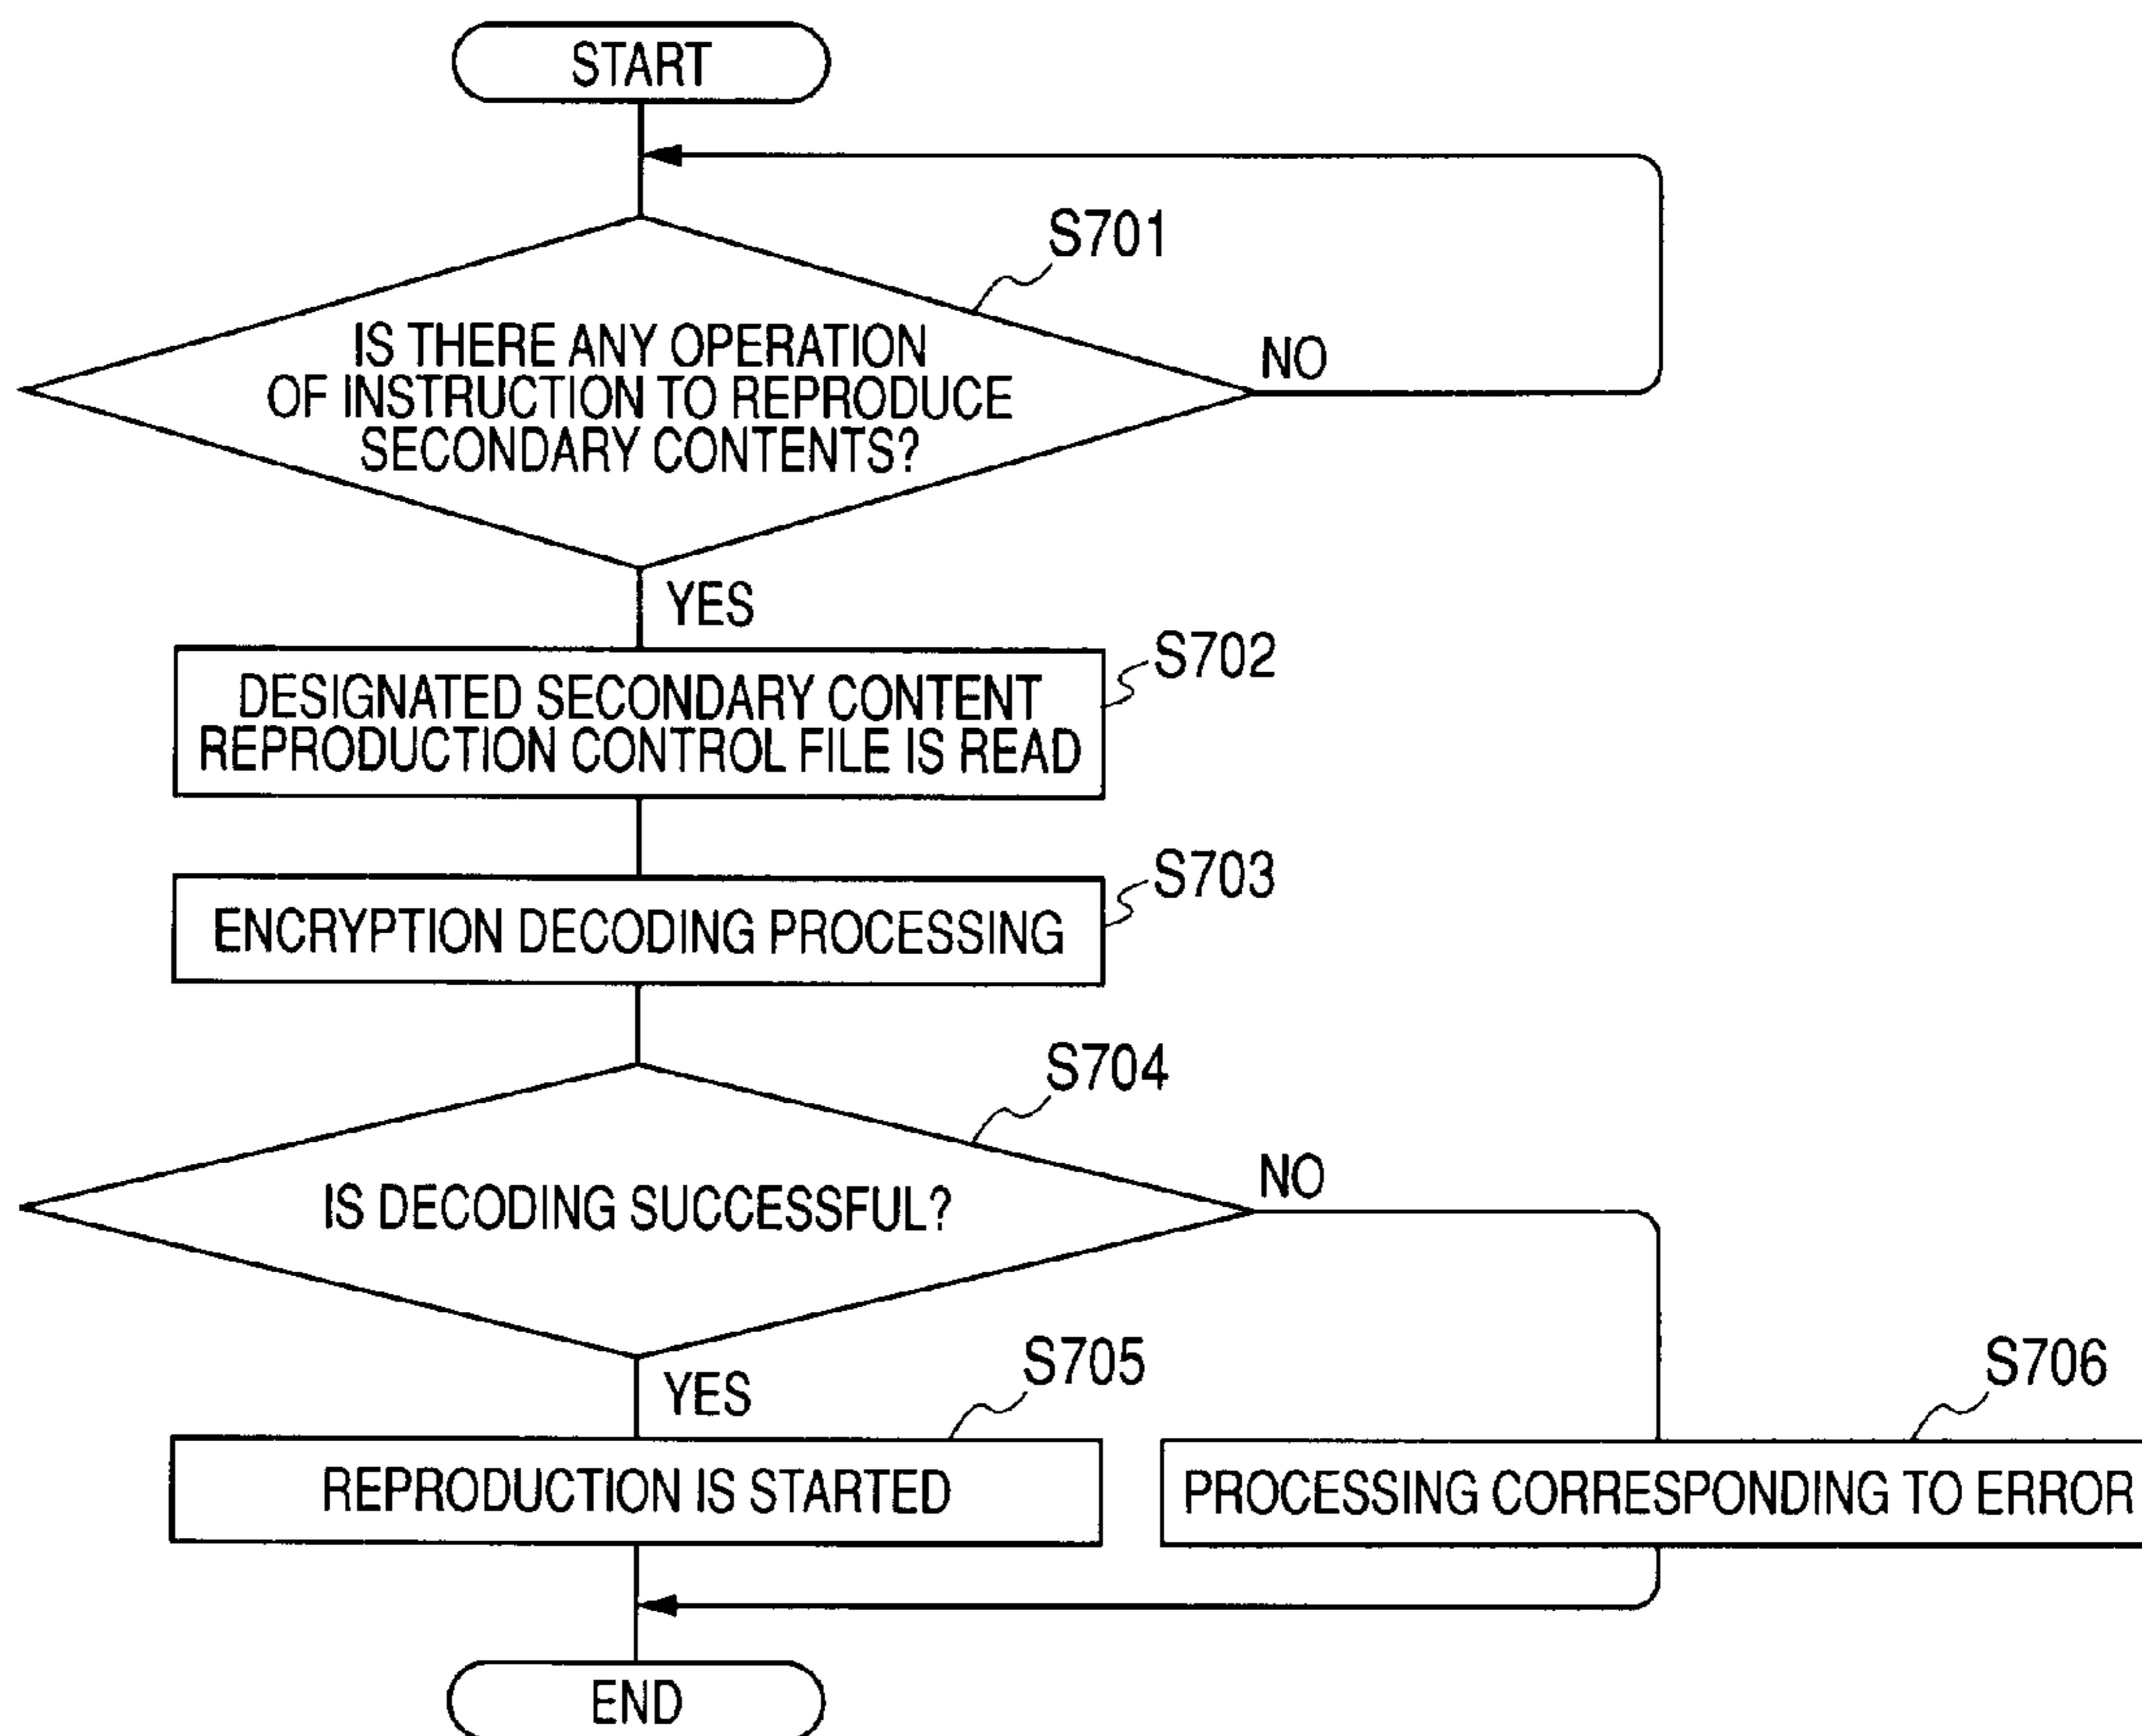 START
S701
IS THERE ANY OPERATION
OF INSTRUCTION TO REPRODUCE
SECONDARY CONTENTS?
NO
YES
S702
DESIGNATED SECONDARY CONTENT
REPRODUCTION CONTROL FILE IS READ
S703
ENCRYPTION DECODING PROCESSING
S704
IS DECODING SUCCESSFUL?
NO
YES
S705
REPRODUCTION IS STARTED
S706
PROCESSING CORRESPONDING TO ERROR
END